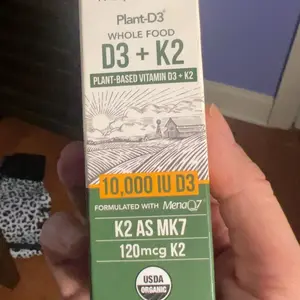 Plant-D3®
WHOLE FOOD
D3 + K2
PLANT-BASED VITAMIN D3 + K2
10,000 IU D3
FORMULATED WITH MenaQ7
K2 AS MK7
120mcg K2
USDA
ORGANIC